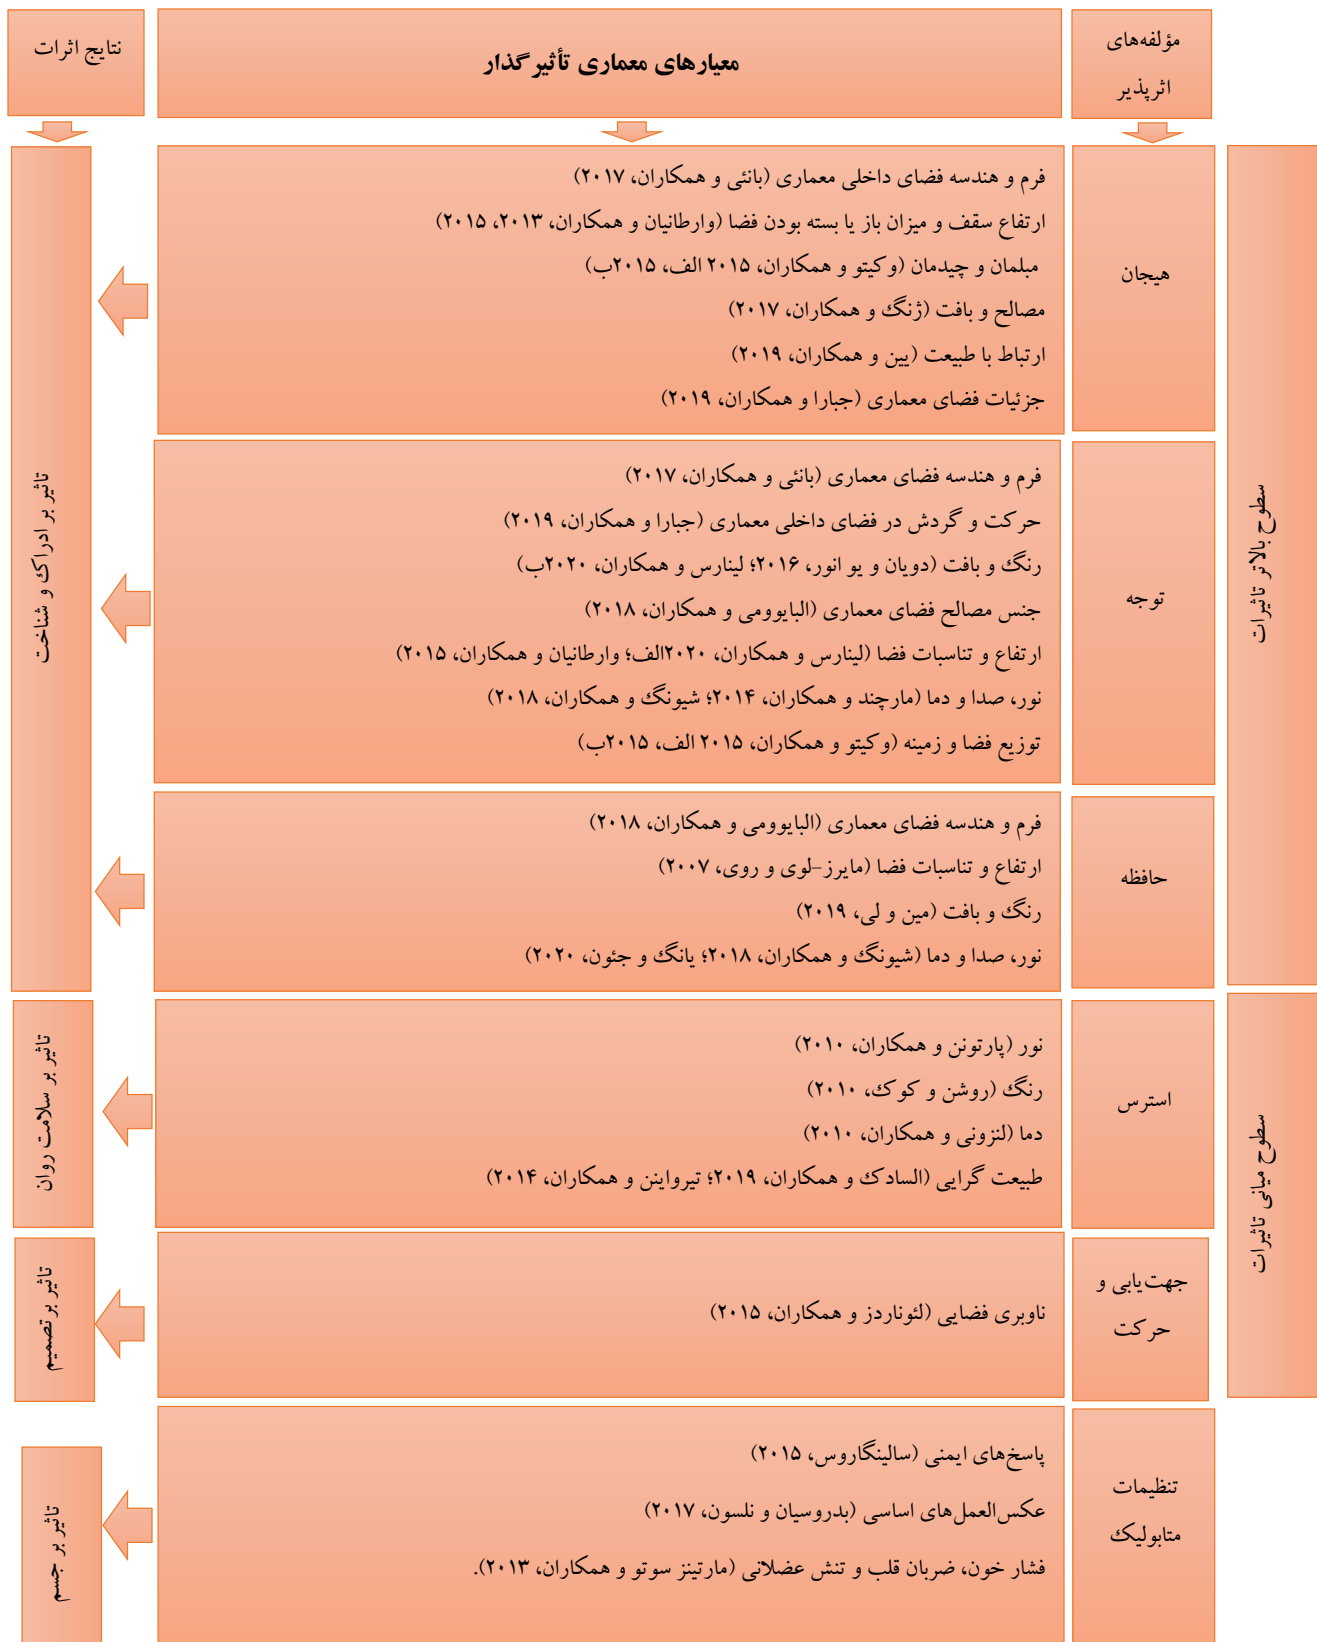 مؤلفه‌های
اثرپذیر
معیارهای معماری تأثیرگذار
نتایج اثرات
سطوح بالاتر تاثیرات
هیجان
فرم و هندسه فضای داخلی معماری (بانئی و همکاران، ۲۰۱۷)
ارتفاع سقف و میزان باز یا بسته بودن فضا (وارطانیان و همکاران، ۲۰۱۳، ۲۰۱۵)
مبلمان و چیدمان (وکیتو و همکاران، ۲۰۱۵ الف، ۲۰۱۵ب)
مصالح و بافت (ژنگ و همکاران، ۲۰۱۷)
ارتباط با طبیعت (یین و همکاران، ۲۰۱۹)
جزئیات فضای معماری (جبارا و همکاران، ۲۰۱۹)
تاثیر بر ادراک و شناخت
توجه
فرم و هندسه فضای معماری (بانئی و همکاران، ۲۰۱۷)
حرکت و گردش در فضای داخلی معماری (جبارا و همکاران، ۲۰۱۹)
رنگ و بافت (دویان و یو انور، ۲۰۱۶؛ لینارس و همکاران، ۲۰۲۰ب)
جنس مصالح فضای معماری (البایوومی و همکاران، ۲۰۱۸)
ارتفاع و تناسبات فضا (لینارس و همکاران، ۲۰۲۰الف؛ وارطانیان و همکاران، ۲۰۱۵)
نور، صدا و دما (مارچند و همکاران، ۲۰۱۴؛ شیونگ و همکاران، ۲۰۱۸)
توزیع فضا و زمینه (وکیتو و همکاران، ۲۰۱۵ الف، ۲۰۱۵ب)
حافظه
فرم و هندسه فضای معماری (البایوومی و همکاران، ۲۰۱۸)
ارتفاع و تناسبات فضا (مایرز-لوی و روی، ۲۰۰۷)
رنگ و بافت (مین و لی، ۲۰۱۹)
نور، صدا و دما (شیونگ و همکاران، ۲۰۱۸؛ یانگ و جئون، ۲۰۲۰)
سطوح میانی تاثیرات
استرس
نور (پارتونن و همکاران، ۲۰۱۰)
رنگ (روشن و کوک، ۲۰۱۰)
دما (لنزونی و همکاران، ۲۰۱۰)
طبیعت گرایی (السادک و همکاران، ۲۰۱۹؛ تیرواینن و همکاران، ۲۰۱۴)
تاثیر بر سلامت روان
جهت‌یابی و
حرکت
ناوبری فضایی (لئوناردز و همکاران، ۲۰۱۵)
تاثیر بر تصمیم
تنظیمات
متابولیک
پاسخ‌های ایمنی (سالینگاروس، ۲۰۱۵)
عکس‌العمل‌های اساسی (بدروسیان و نلسون، ۲۰۱۷)
فشار خون، ضربان قلب و تنش عضلانی (مارتینز سوتو و همکاران، ۲۰۱۳).
تاثیر بر جسم